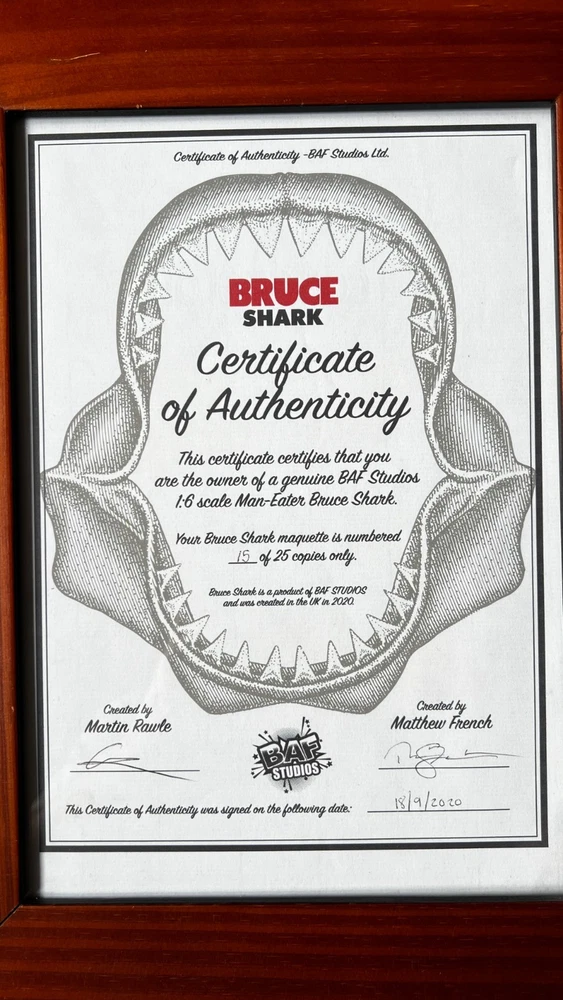 Certificate of Authenticity -BAF Studios Ltd.
BRUCE
SHARK
Certificate
of Authenticity
This certificate certifies that you
are the owner of a genuine BAF Studios
1:6 scale Man-Eater Bruce Shark.
Your Bruce Shark maquette is numbered
15 of 25 copies only.
Bruce Shark is a product of BAF STUDIOS
and was created in the UK in 2020.
Created by
Martin Rawle
Created by
Matthew French
BAF
STUDIOS
This Certificate of Authenticity was signed on the following date: 18/9/2020